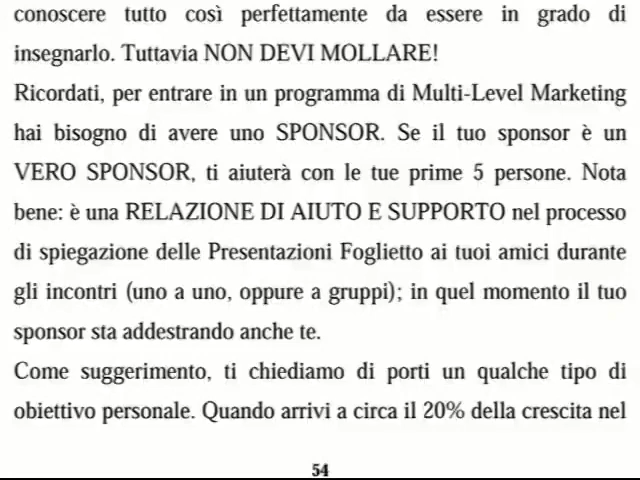 conoscere tutto così perfettamente da essere in grado di
insegnarlo. Tuttavia NON DEVI MOLLARE!
Ricordati, per entrare in un programma di Multi-Level Marketing
hai bisogno di avere uno SPONSOR. Se il tuo sponsor è un
VERO SPONSOR, ti aiuterà con le tue prime 5 persone. Nota
bene: è una RELAZIONE DI AIUTO E SUPPORTO nel processo
di spiegazione delle Presentazioni Foglietto ai tuoi amici durante
gli incontri (uno a uno, oppure a gruppi); in quel momento il tuo
sponsor sta addestrando anche te.
Come suggerimento, ti chiediamo di porti un qualche tipo di
obiettivo personale. Quando arrivi a circa il 20% della crescita nel
54